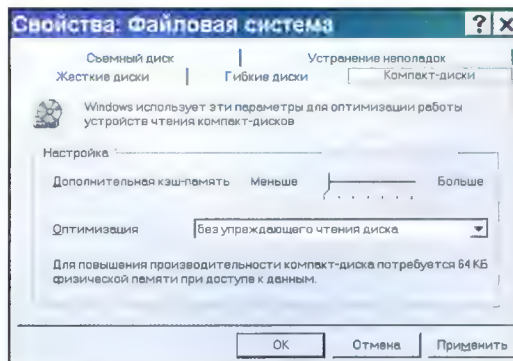 Свойства: Файловая система
Съемный диск
Устранение неполадок
Жесткие диски
Гибкие диски
Компакт-диски
Windows использует эти параметры для оптимизации работы
устройств чтения компакт-дисков
Настройка
Дополнительная кэш-память Меньше Больше
Оптимизация Без упреждающего чтения диска
Для повышения производительности компакт-диска потребуется 64 КБ
физической памяти при доступе к данным.
ОК Отмена Применить